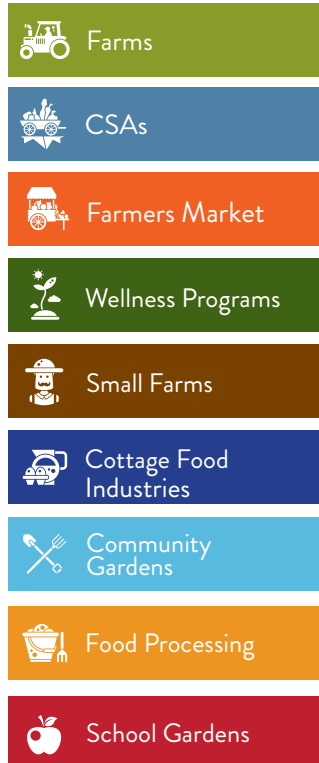 Farms
CSAs
Farmers Market
Wellness Programs
Small Farms
Cottage Food
Industries
Community
Gardens
Food Processing
School Gardens